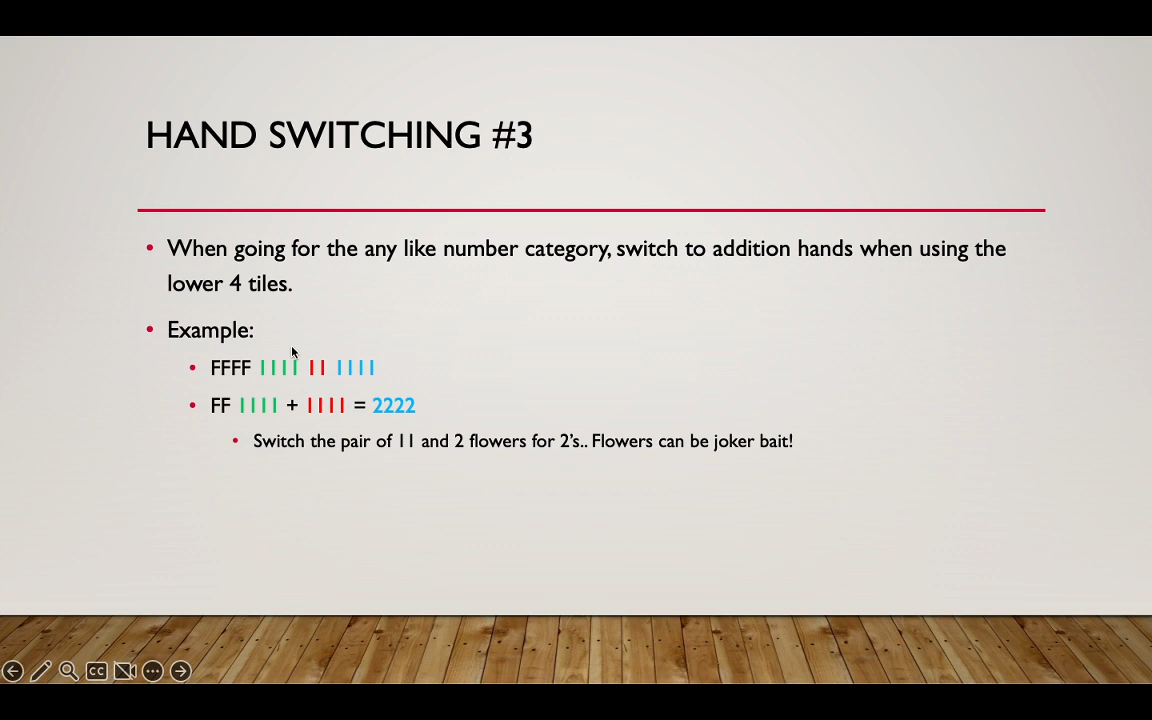 HAND SWITCHING #3
When going for the any like number category, switch to addition hands when using the
lower 4 tiles.
Example:
FFFF 1111 11 1111
FF 1111 + 1111 = 2222
Switch the pair of 11 and 2 flowers for 2's.. Flowers can be joker bait!
CC